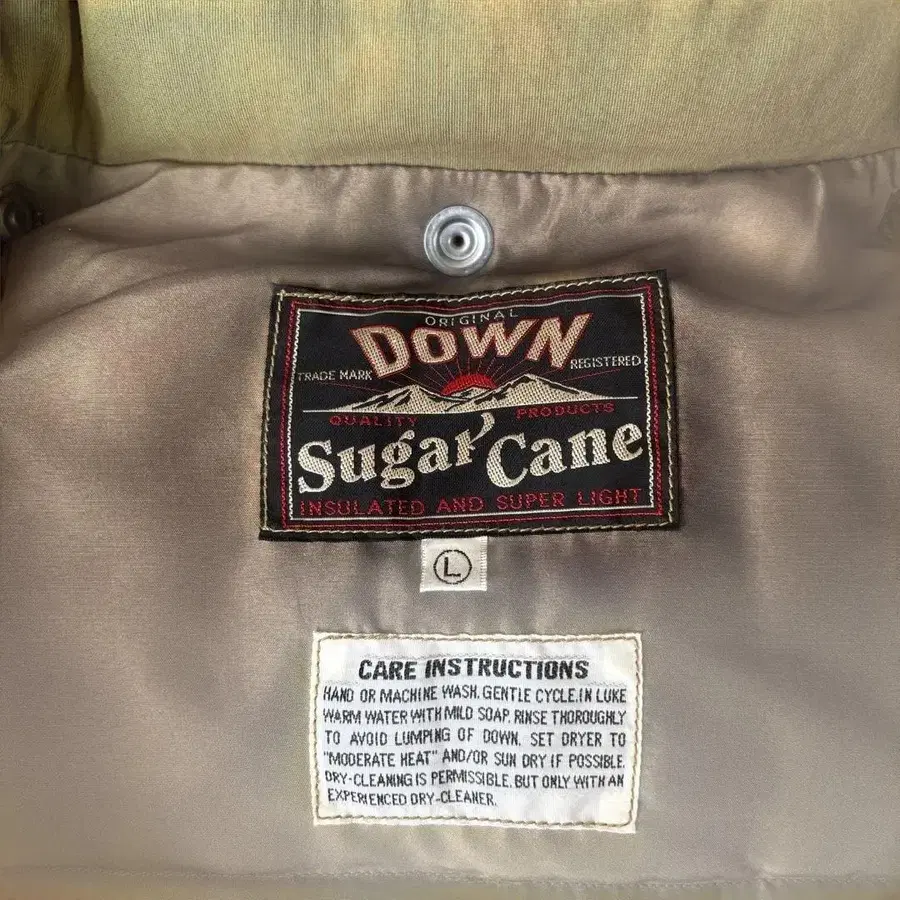 ORIGINAL
DOWN
TRADE MARK REGISTERED
QUALITY PRODUCTS
Sugar Cane
INSULATED AND SUPER LIGHT
L
CARE INSTRUCTIONS
HAND OR MACHINE WASH. GENTLE CYCLE. IN LUKE
WARM WATER WITH MILD SOAP. RINSE THOROUGHLY
TO AVOID LUMPING OF DOWN. SET DRYER TO
"MODERATE HEAT" AND/OR SUN DRY IF POSSIBLE.
DRY-CLEANING IS PERMISSIBLE. BUT ONLY WITH AN
EXPERIENCED DRY-CLEANER.